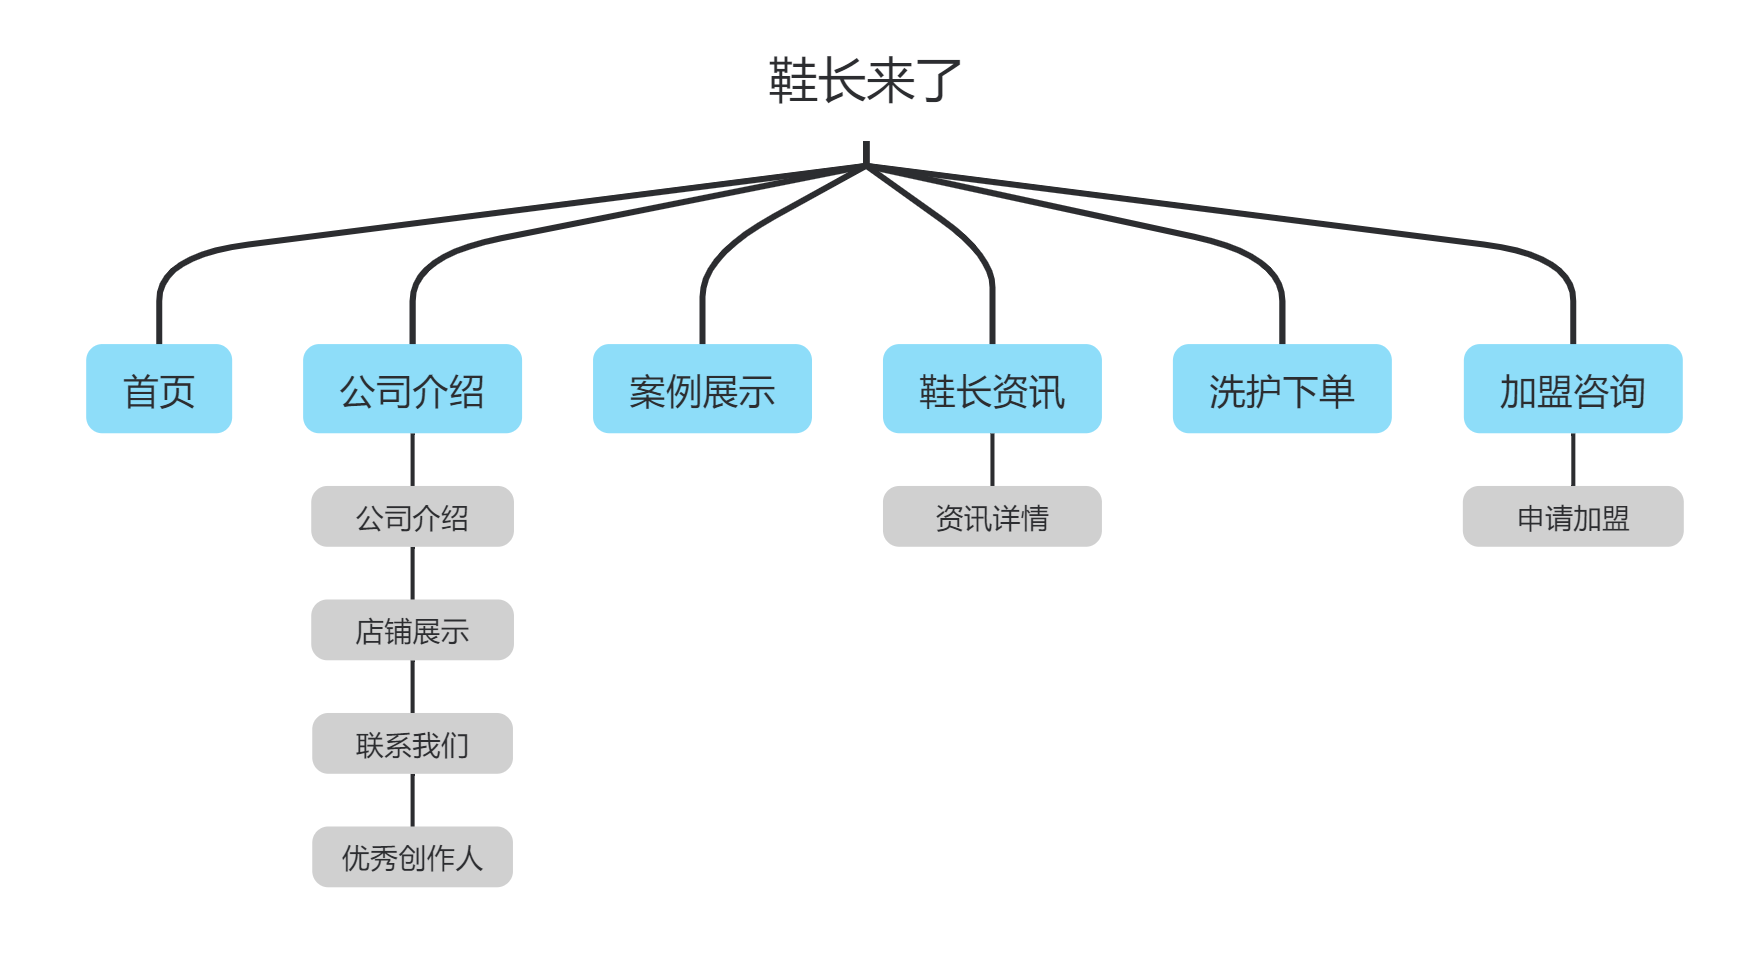 鞋长来了
首页
公司介绍
案例展示
鞋长资讯
洗护下单
加盟咨询
公司介绍
资讯详情
申请加盟
店铺展示
联系我们
优秀创作人